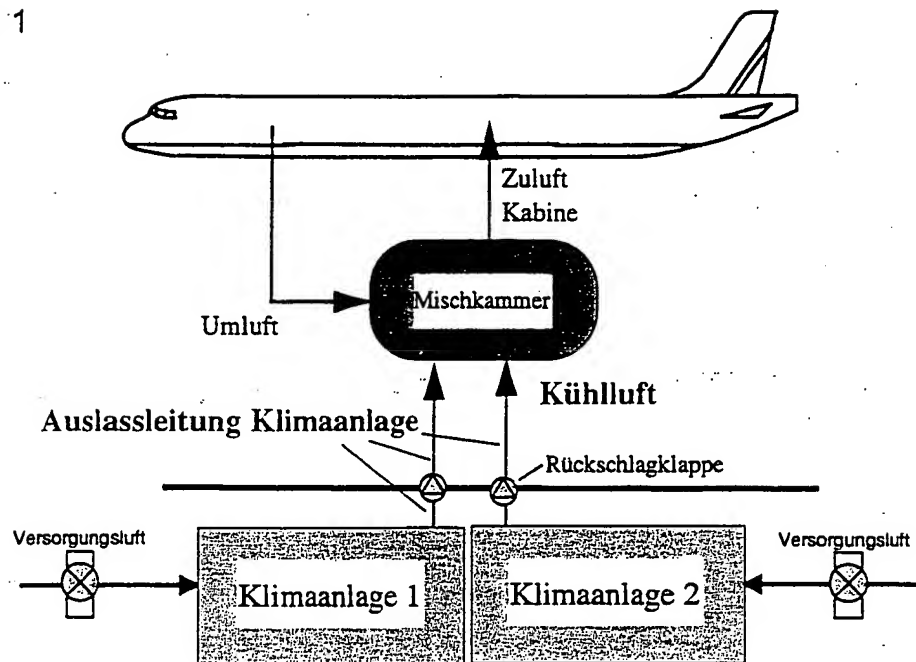 1
Zuluft
Kabine
Mischkammer
Umluft
Kühlluft
Auslassleitung Klimaanlage
Rückschlagklappe
Versorgungsluft
Versorgungsluft
Klimaanlage 1
Klimaanlage 2